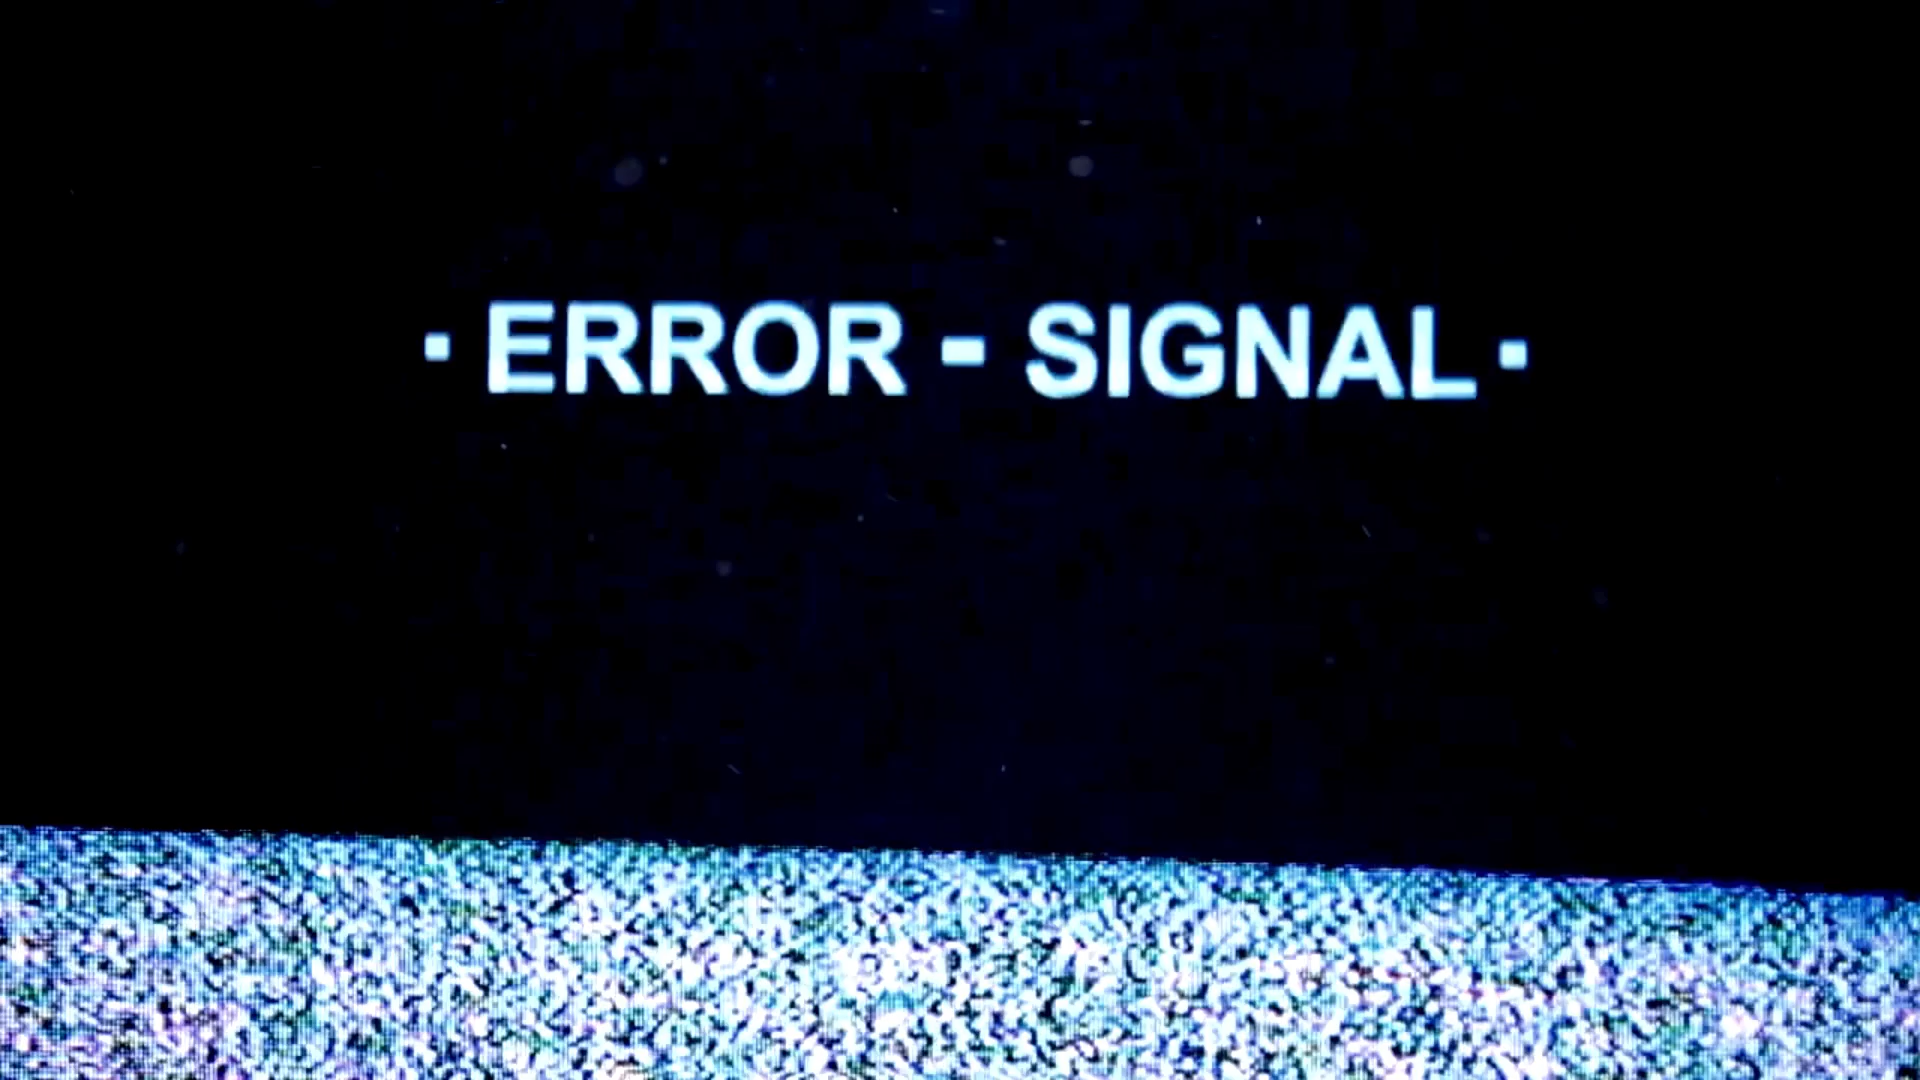 · ERROR - SIGNAL ·